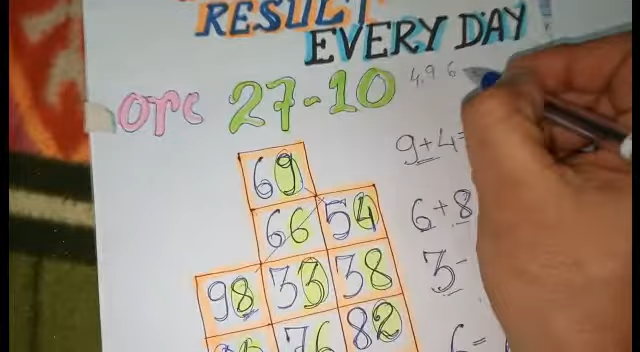 RESULT
EVERY DAY
OTC 27-10 4,9 6
9+4=
69
66 54
6+8
98 33 38
3-
76 82
6=